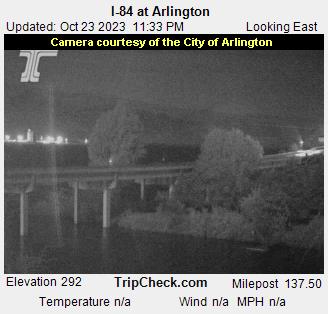 I-84 at Arlington
Updated: Oct 23 2023 11:33 PM Looking East
Camera courtesy of the City of Arlington
Elevation 292 TripCheck.com Milepost 137.50
Temperature n/a Wind n/a MPH n/a